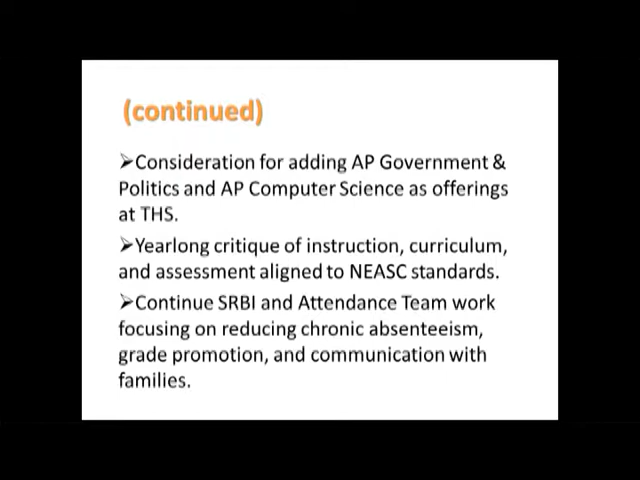 (continued)
➢Consideration for adding AP Government &
Politics and AP Computer Science as offerings
at THS.
➢Yearlong critique of instruction, curriculum,
and assessment aligned to NEASC standards.
➢Continue SRBI and Attendance Team work
focusing on reducing chronic absenteeism,
grade promotion, and communication with
families.